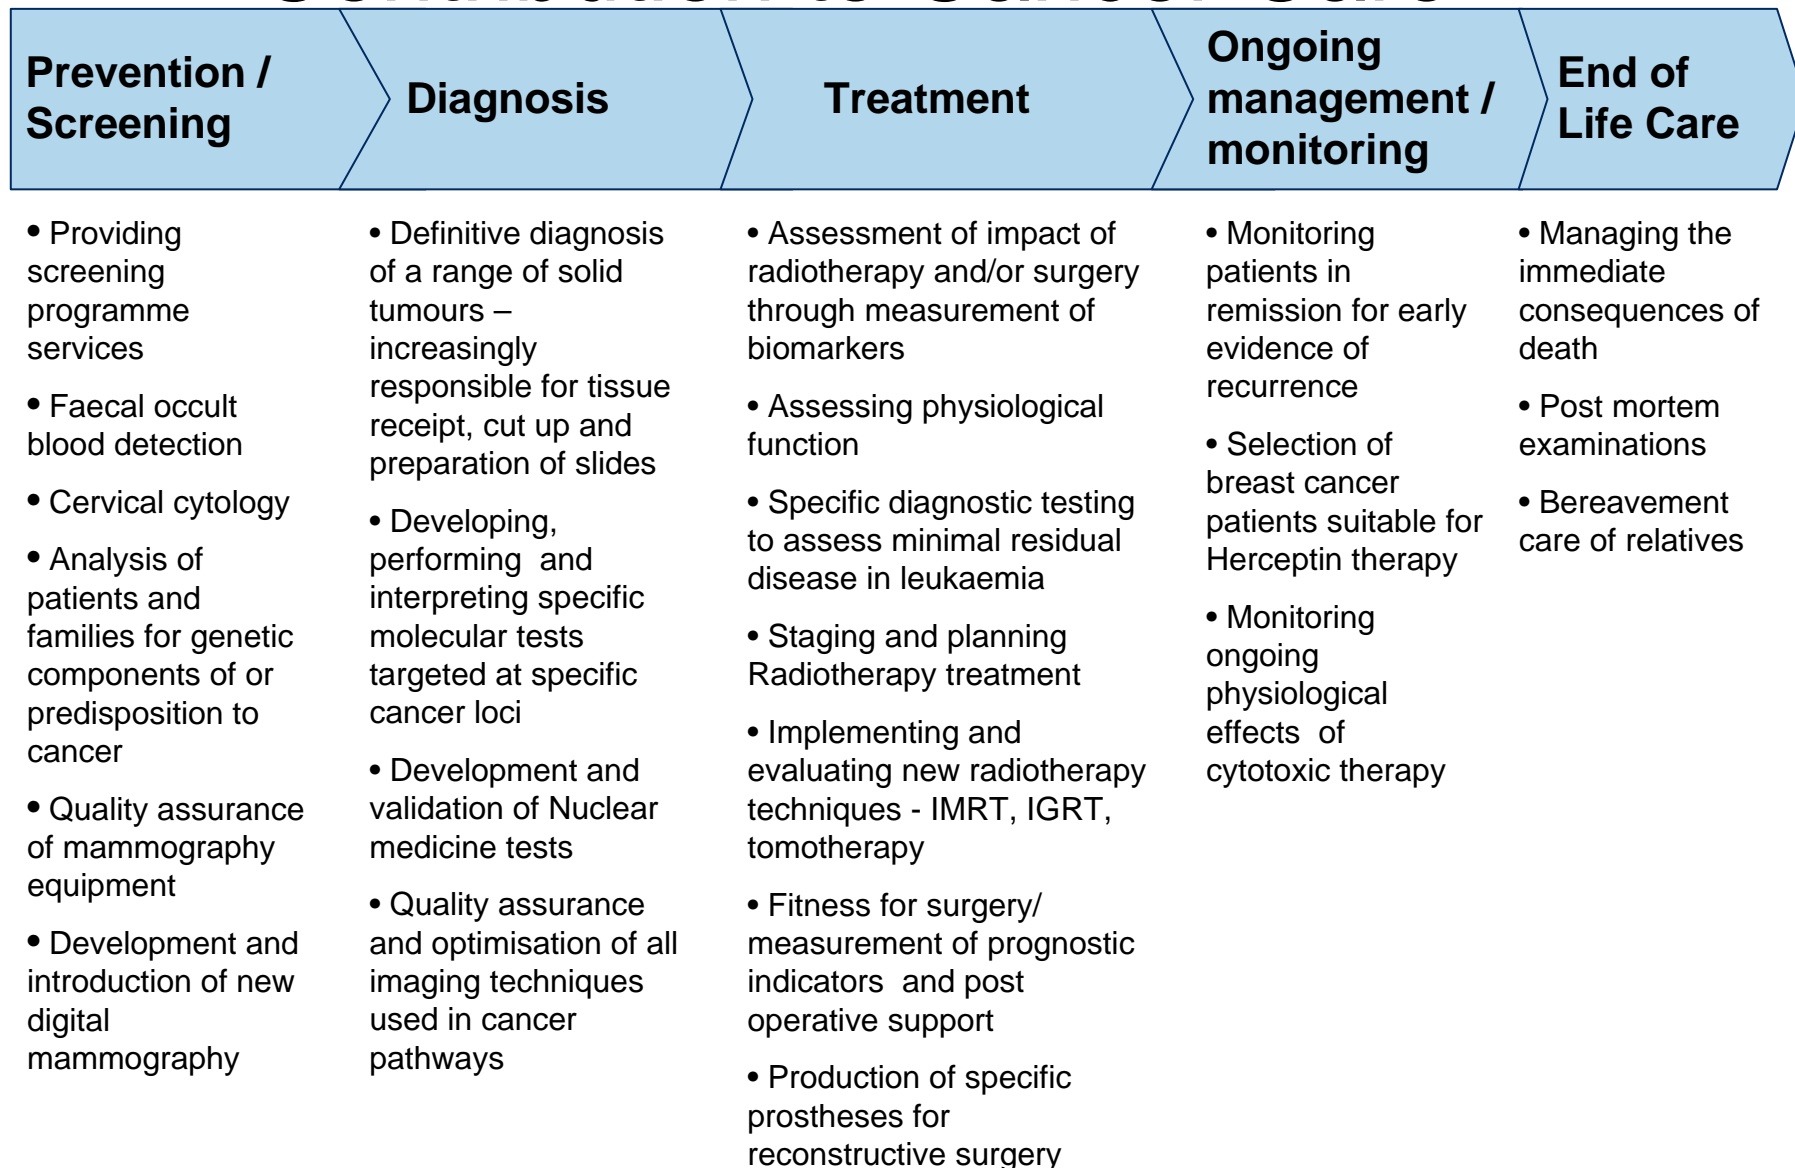 Prevention /
Screening
Diagnosis
Treatment
Ongoing
management /
monitoring
End of
Life Care
• Providing
screening
programme
services
• Faecal occult
blood detection
• Cervical cytology
• Analysis of
patients and
families for genetic
components of or
predisposition to
cancer
• Quality assurance
of mammography
equipment
• Development and
introduction of new
digital
mammography
• Definitive diagnosis
of a range of solid
tumours –
increasingly
responsible for tissue
receipt, cut up and
preparation of slides
• Developing,
performing and
interpreting specific
molecular tests
targeted at specific
cancer loci
• Development and
validation of Nuclear
medicine tests
• Quality assurance
and optimisation of all
imaging techniques
used in cancer
pathways
• Assessment of impact of
radiotherapy and/or surgery
through measurement of
biomarkers
• Assessing physiological
function
• Specific diagnostic testing
to assess minimal residual
disease in leukaemia
• Staging and planning
Radiotherapy treatment
• Implementing and
evaluating new radiotherapy
techniques - IMRT, IGRT,
tomotherapy
• Fitness for surgery/
measurement of prognostic
indicators and post
operative support
• Production of specific
prostheses for
reconstructive surgery
• Monitoring
patients in
remission for early
evidence of
recurrence
• Selection of
breast cancer
patients suitable for
Herceptin therapy
• Monitoring
ongoing
physiological
effects of
cytotoxic therapy
• Managing the
immediate
consequences of
death
• Post mortem
examinations
• Bereavement
care of relatives